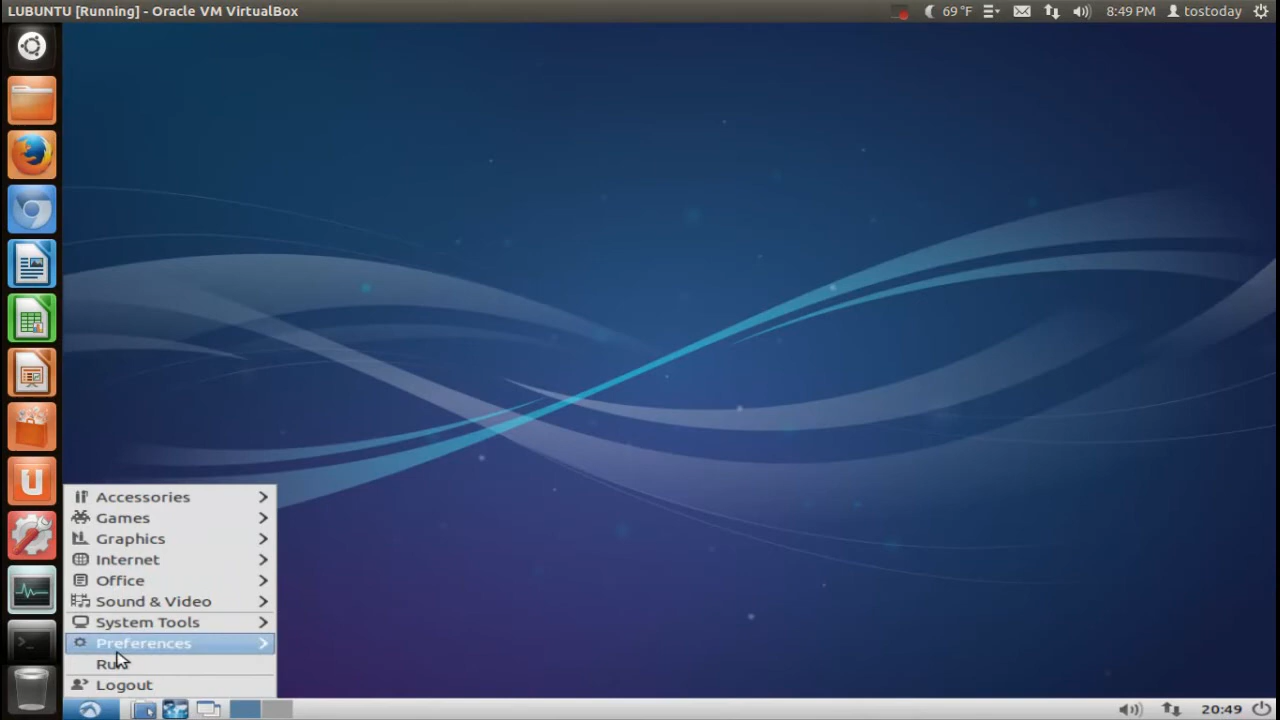 LUBUNTU [Running] - Oracle VM VirtualBox
69 °F
8:49 PM
tostoday
Accessories
Games
Graphics
Internet
Office
Sound & Video
System Tools
Preferences
Run
Logout
20:49